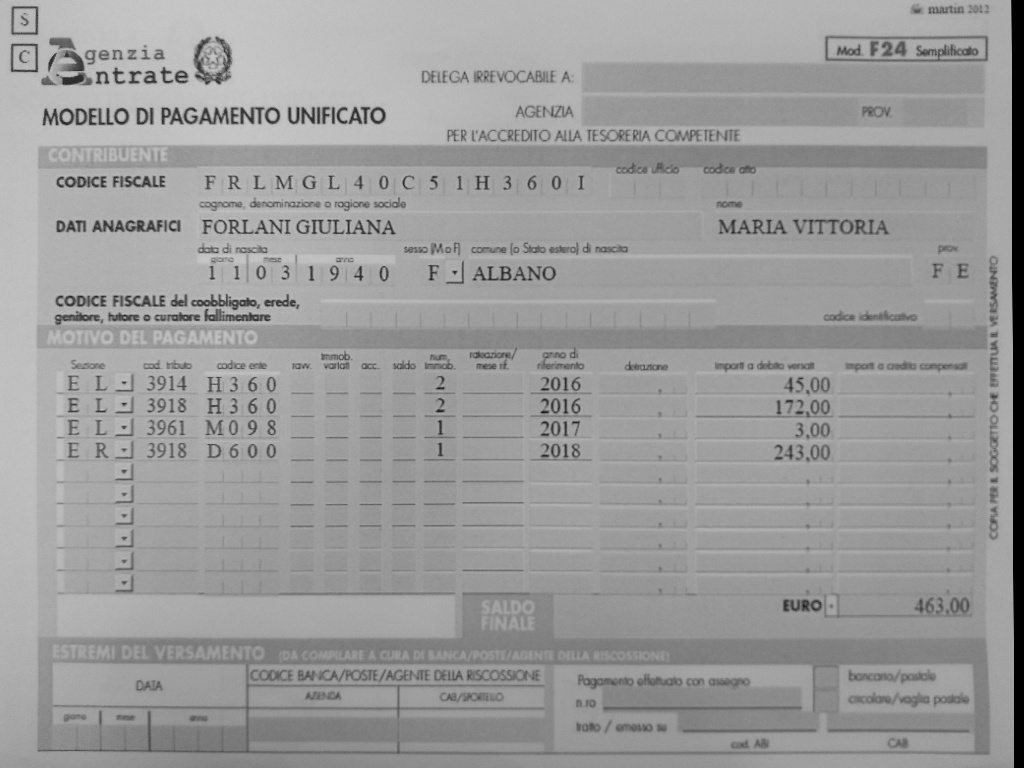 S
martin 2012
C
Agenzia
Entrate
Mod. F24 Semplificato
DELEGA IRREVOCABILE A:
MODELLO DI PAGAMENTO UNIFICATO
AGENZIA PROV.
PER L'ACCREDITO ALLA TESORERIA COMPETENTE
CONTRIBUENTE
codice ufficio codice atto
CODICE FISCALE F R L M G L 4 0 C 5 1 H 3 6 0 I
cognome, denominazione o ragione sociale nome
DATI ANAGRAFICI FORLANI GIULIANA MARIA VITTORIA
data di nascita sesso (M o F) comune (o Stato estero) di nascita prov.
giorno mese anno
1 1 0 3 1 9 4 0 F ALBANO F E
CODICE FISCALE del coobbligato, erede,
genitore, tutore o curatore fallimentare codice identificativo
MOTIVO DEL PAGAMENTO
Sezione cod. tributo codice ente ravv. Immob. variati acc. saldo num. immob. rateazione/ mese rif. anno di riferimento detrazione importi a debito versati importi a credito compensati
E L 3914 H 3 6 0 2 2016 , 45,00
E L 3918 H 3 6 0 2 2016 , 172,00
E L 3961 M 0 9 8 1 2017 , 3,00
E R 3918 D 6 0 0 1 2018 , 243,00
SALDO
FINALE
EURO 463,00
ESTREMI DEL VERSAMENTO (DA COMPILARE A CURA DI BANCA/POSTE/AGENTE DELLA RISCOSSIONE)
DATA CODICE BANCA/POSTE/AGENTE DELLA RISCOSSIONE
AZIENDA CAB/SPORTELLO
giorno mese anno
Pagamento effettuato con assegno bancario/postale
n.ro circolare/vaglia postale
tratto / emesso su
cod. ABI CAB
COPIA PER IL SOGGETTO CHE EFFETTUA IL VERSAMENTO